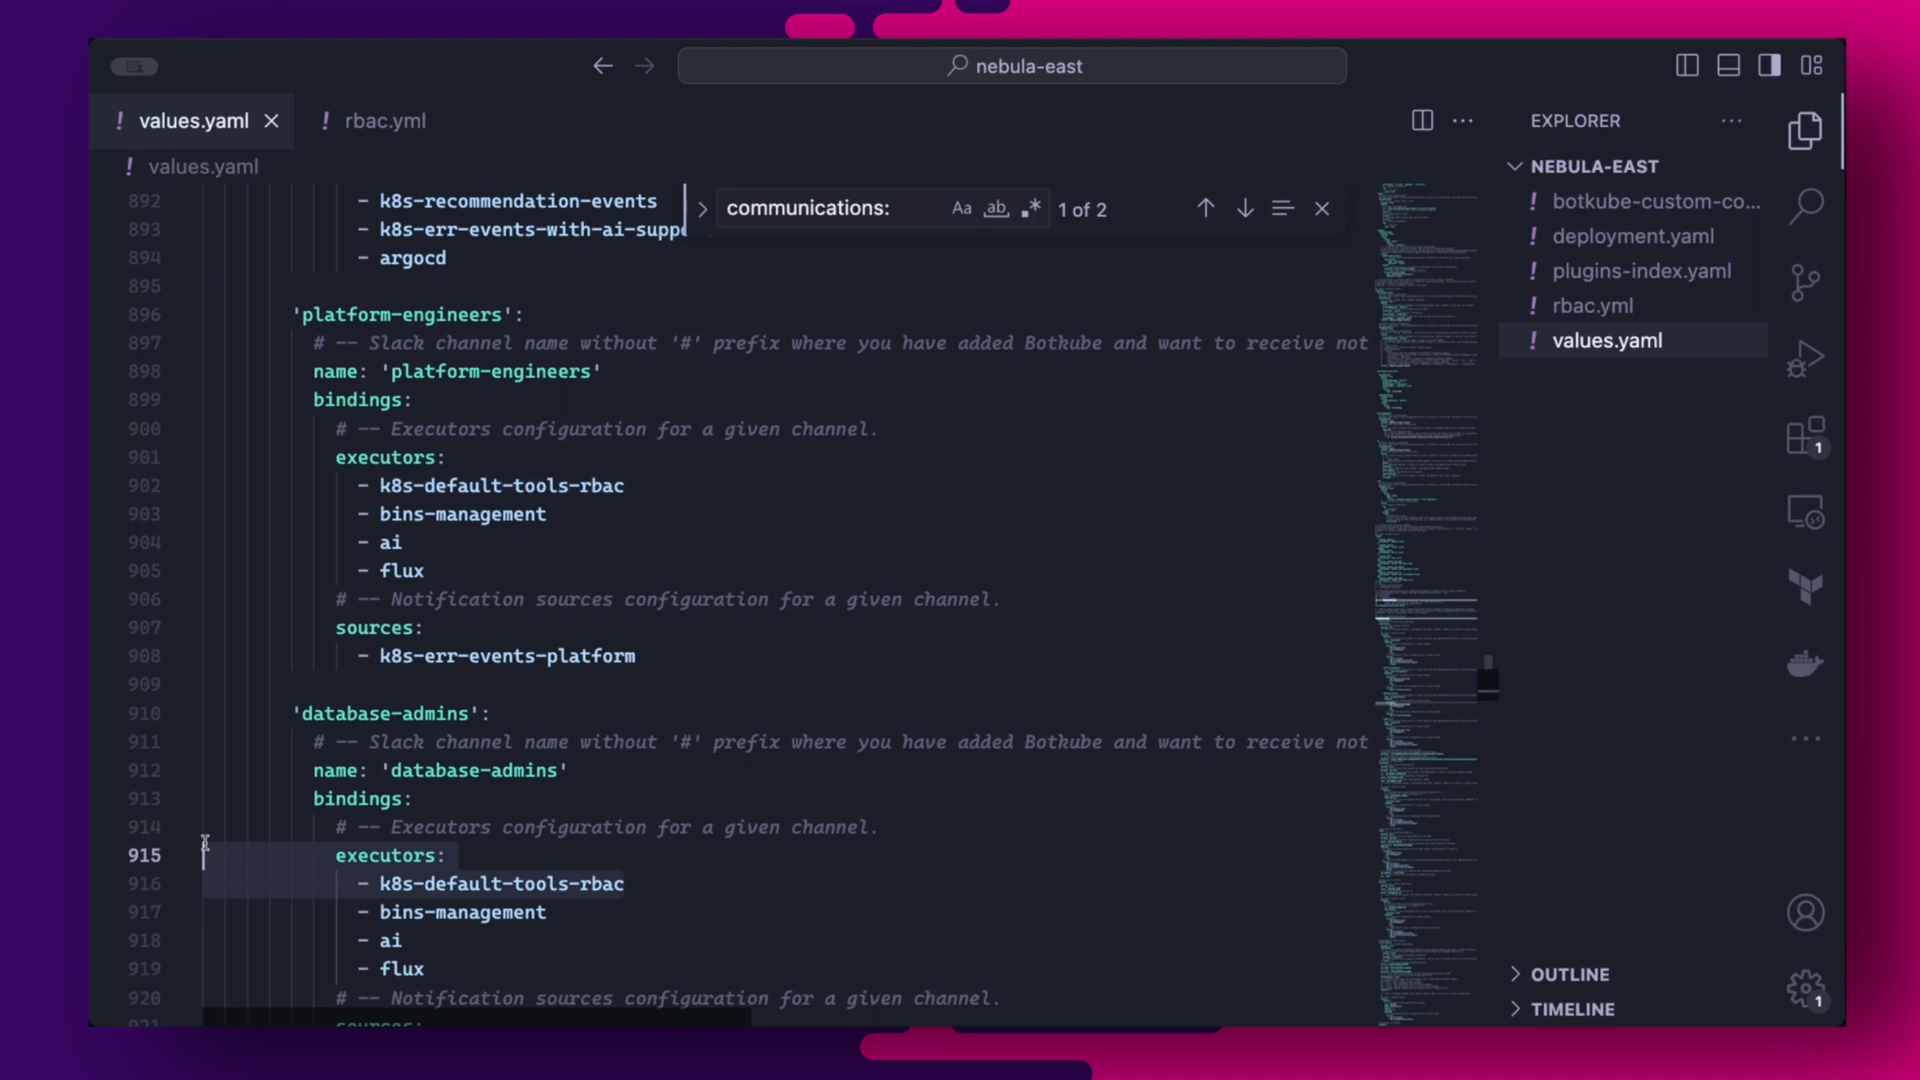 nebula-east
! values.yaml
! rbac.yml
EXPLORER
! values.yaml
NEBULA-EAST
! botkube-custom-co...
! deployment.yaml
! plugins-index.yaml
! rbac.yml
! values.yaml
communications:
Aa
ab
1 of 2
892 - k8s-recommendation-events
893 - k8s-err-events-with-ai-suppo
894 - argocd
895
896 'platform-engineers':
897 # -- Slack channel name without '#' prefix where you have added Botkube and want to receive not
898 name: 'platform-engineers'
899 bindings:
900 # -- Executors configuration for a given channel.
901 executors:
902 - k8s-default-tools-rbac
903 - bins-management
904 - ai
905 - flux
906 # -- Notification sources configuration for a given channel.
907 sources:
908 - k8s-err-events-platform
909
910 'database-admins':
911 # -- Slack channel name without '#' prefix where you have added Botkube and want to receive not
912 name: 'database-admins'
913 bindings:
914 # -- Executors configuration for a given channel.
915 executors:
916 - k8s-default-tools-rbac
917 - bins-management
918 - ai
919 - flux
920 # -- Notification sources configuration for a given channel.
921 sources:
1
OUTLINE
TIMELINE
1